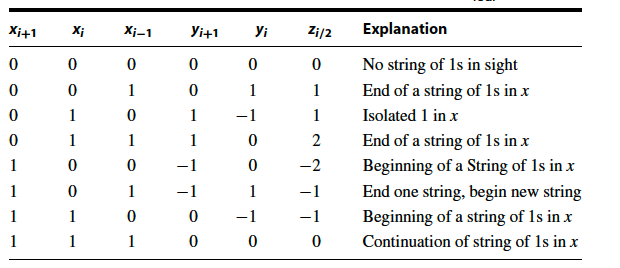 x_{i+1} x_i x_{i−1} y_{i+1} y_i z_{i/2} Explanation
0 0 0 0 0 0 No string of 1s in sight
0 0 1 0 1 1 End of a string of 1s in x
0 1 0 1 −1 1 Isolated 1 in x
0 1 1 1 0 2 End of a string of 1s in x
1 0 0 −1 0 −2 Beginning of a String of 1s in x
1 0 1 −1 1 −1 End one string, begin new string
1 1 0 0 −1 −1 Beginning of a string of 1s in x
1 1 1 0 0 0 Continuation of string of 1s in x